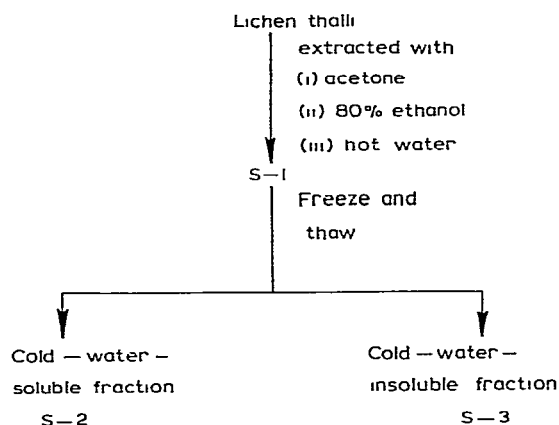 Lichen thalli
extracted with
(i) acetone
(ii) 80% ethanol
(iii) hot water
S-1
Freeze and
thaw
Cold - water -
soluble fraction
S-2
Cold - water -
insoluble fraction
S-3